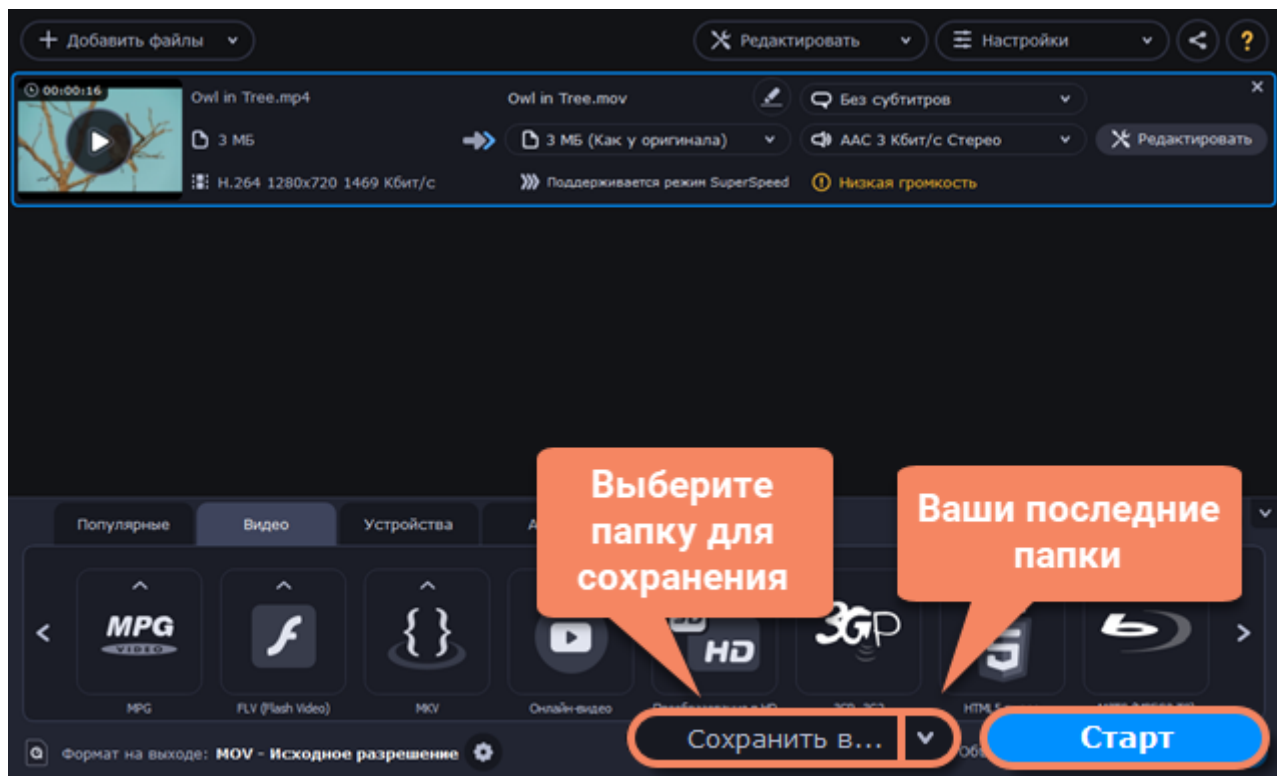 Добавить файлы
Редактировать
Настройки
?
00:00:16
Owl in Tree.mp4
Owl in Tree.mov
Без субтитров
3 МБ
3 МБ (Как у оригинала)
AAC 3 Кбит/с Стерео
Редактировать
H.264 1280x720 1469 Кбит/с
Поддерживается режим SuperSpeed
Низкая громкость
Выберите
папку для
сохранения
Ваши последние
папки
Популярные
Видео
Устройства
MPG
VIDEO
HD
3GP
5
MPG
FLV (Flash Video)
MKV
Онлайн-видео
Формат на выходе: MOV - Исходное разрешение
Сохранить в...
Старт